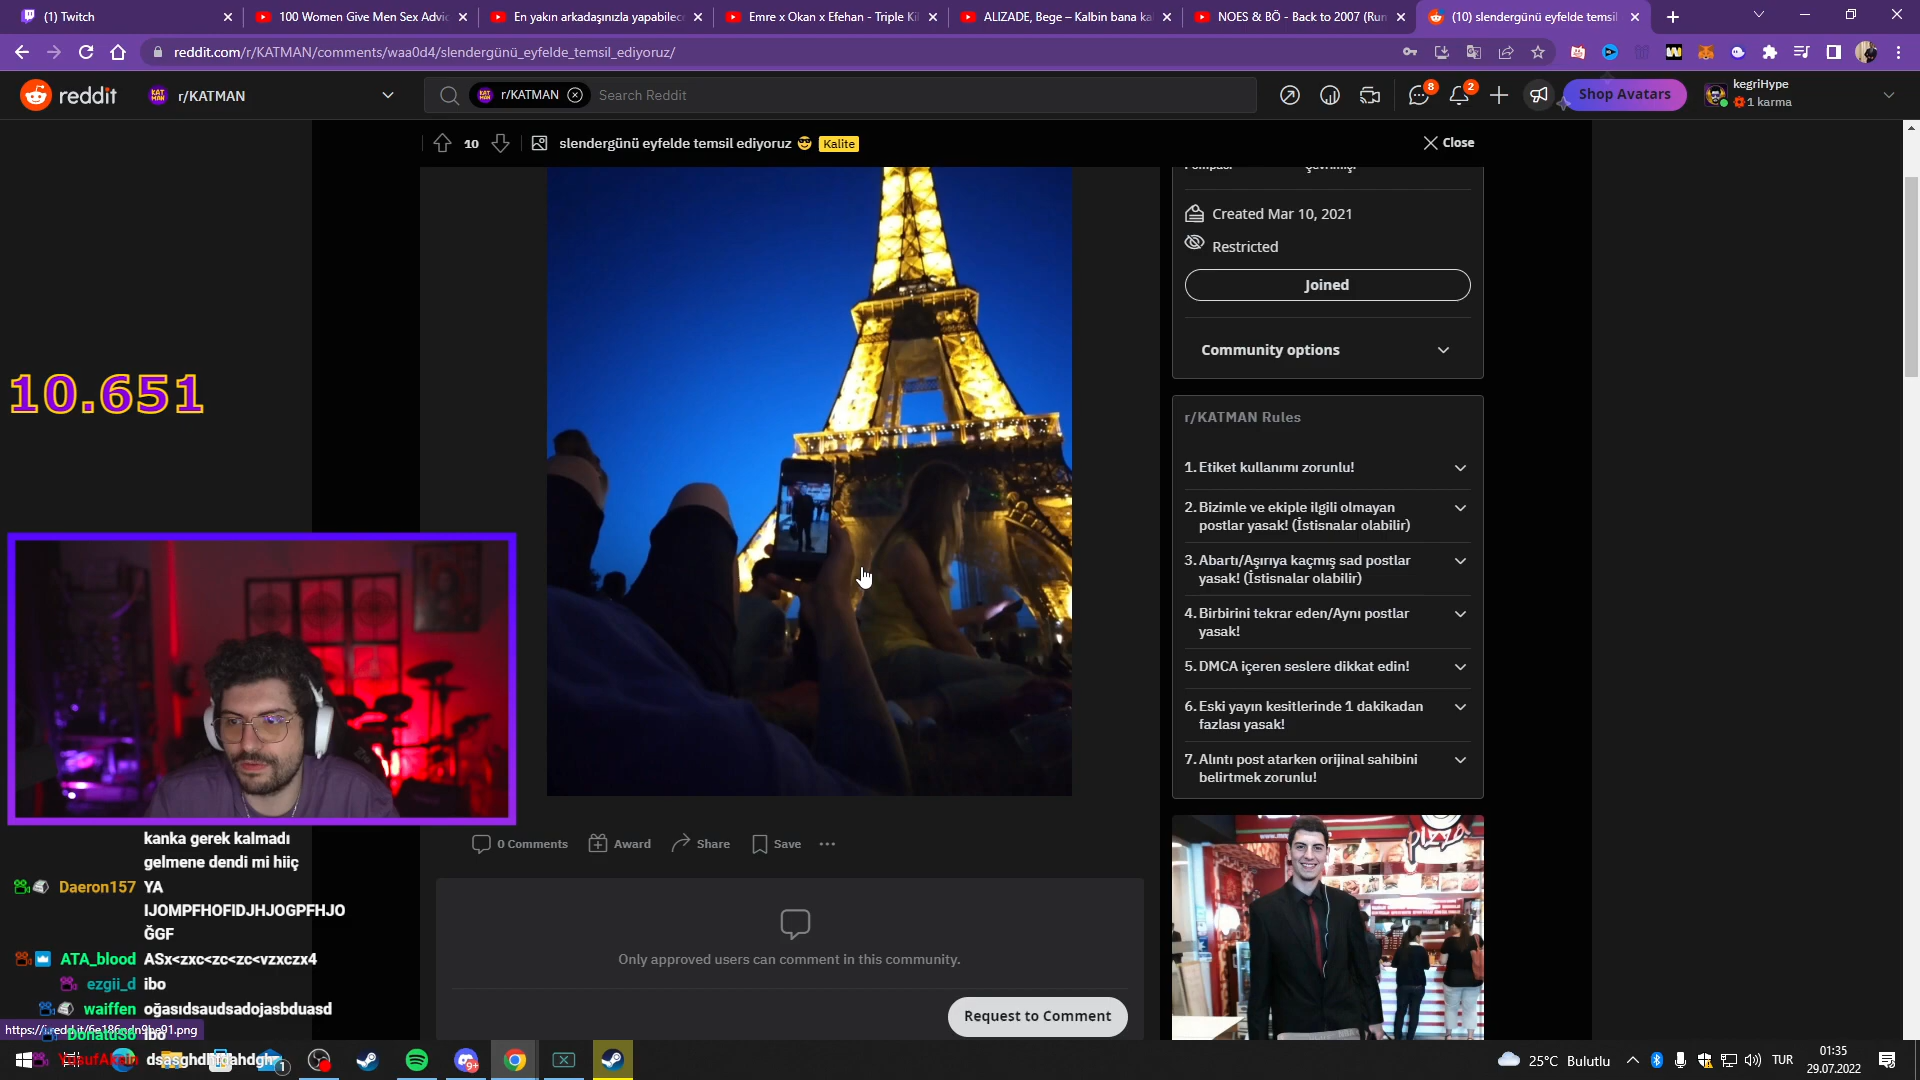 (1) Twitch
100 Women Give Men Sex Advi
En yakın arkadaşınızla yapabilec
Emre x Okan x Efehan - Triple Ki
ALIZADE, Bege – Kalbin bana ka
NOES & BÖ - Back to 2007 (Run
(10) slendergünü eyfelde temsil
reddit.com/r/KATMAN/comments/waa0d4/slendergünü_eyfelde_temsil_ediyoruz/
reddit
r/KATMAN
r/KATMAN
Search Reddit
8
2
Shop Avatars
kegriHype
1 karma
10
slendergünü eyfelde temsil ediyoruz 😎
Kalite
Close
Created Mar 10, 2021
Restricted
Joined
Community options
r/KATMAN Rules
1. Etiket kullanımı zorunlu!
2. Bizimle ve ekiple ilgili olmayan
postlar yasak! (İstisnalar olabilir)
3. Abartı/Aşırıya kaçmış sad postlar
yasak! (İstisnalar olabilir)
4. Birbirini tekrar eden/Aynı postlar
yasak!
5. DMCA içeren seslere dikkat edin!
6. Eski yayın kesitlerinde 1 dakikadan
fazlası yasak!
7. Alıntı post atarken orijinal sahibini
belirtmek zorunlu!
pizza
10.651
kanka gerek kalmadı
gelmene dendi mi hiiç
Daeron157 YA
IJOMPFHOFIDJHJOGPFHJO
ĞGF
ATA_blood ASx<zxc<zc<zc<vzxczx4
ezgii_d ibo
waiffen oğasıdsaudsadojasbduasd
ibo
0 Comments
Award
Share
Save
Only approved users can comment in this community.
Request to Comment
1
9+
25°C Bulutlu
TUR
01:35
29.07.2022